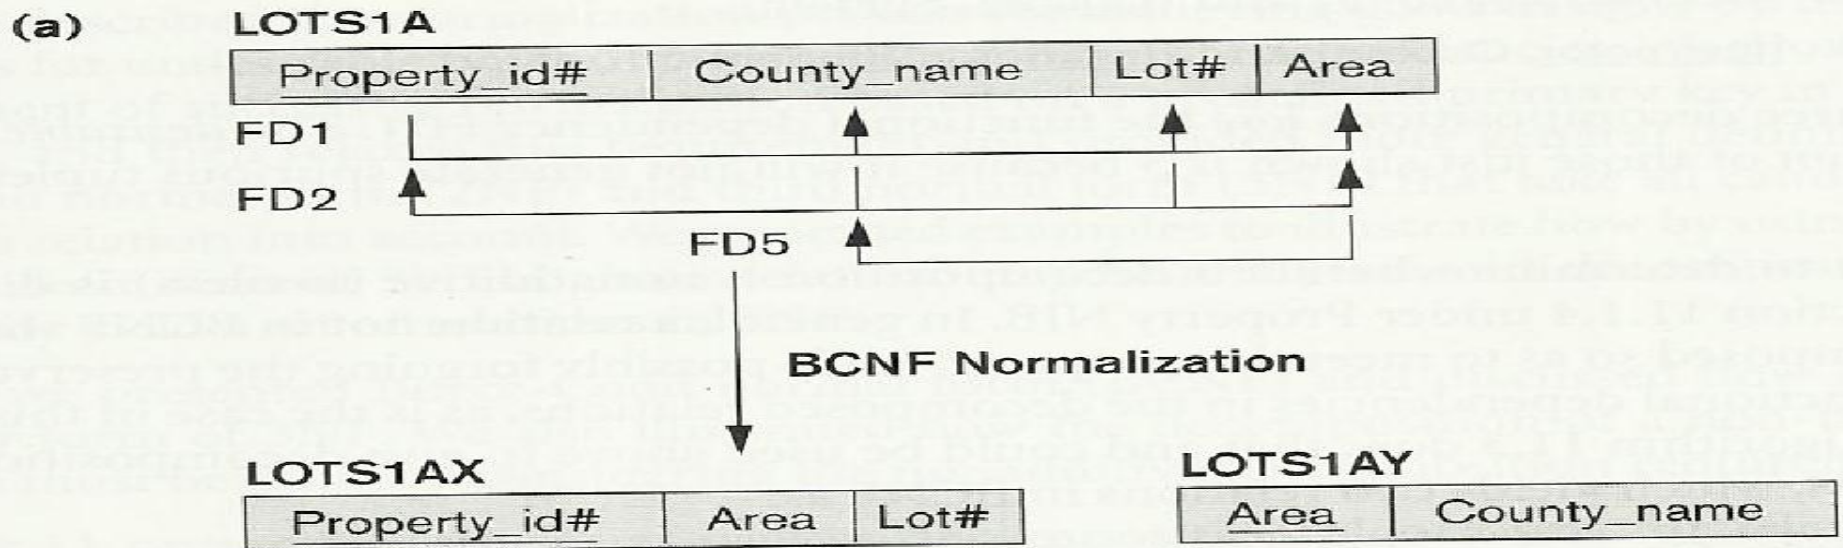 (a) LOTS1A
Property_id# County_name Lot# Area
FD1
FD2
FD5
BCNF Normalization
LOTS1AX LOTS1AY
Property_id# Area Lot# Area County_name